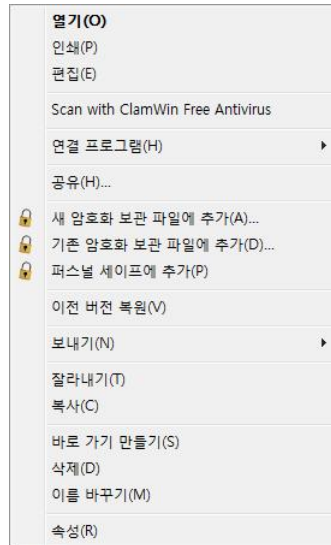 열기(O)
인쇄(P)
편집(E)
Scan with ClamWin Free Antivirus
연결 프로그램(H)
공유(H)...
새 암호화 보관 파일에 추가(A)...
기존 암호화 보관 파일에 추가(D)...
퍼스널 세이프에 추가(P)
이전 버전 복원(V)
보내기(N)
잘라내기(T)
복사(C)
바로 가기 만들기(S)
삭제(D)
이름 바꾸기(M)
속성(R)